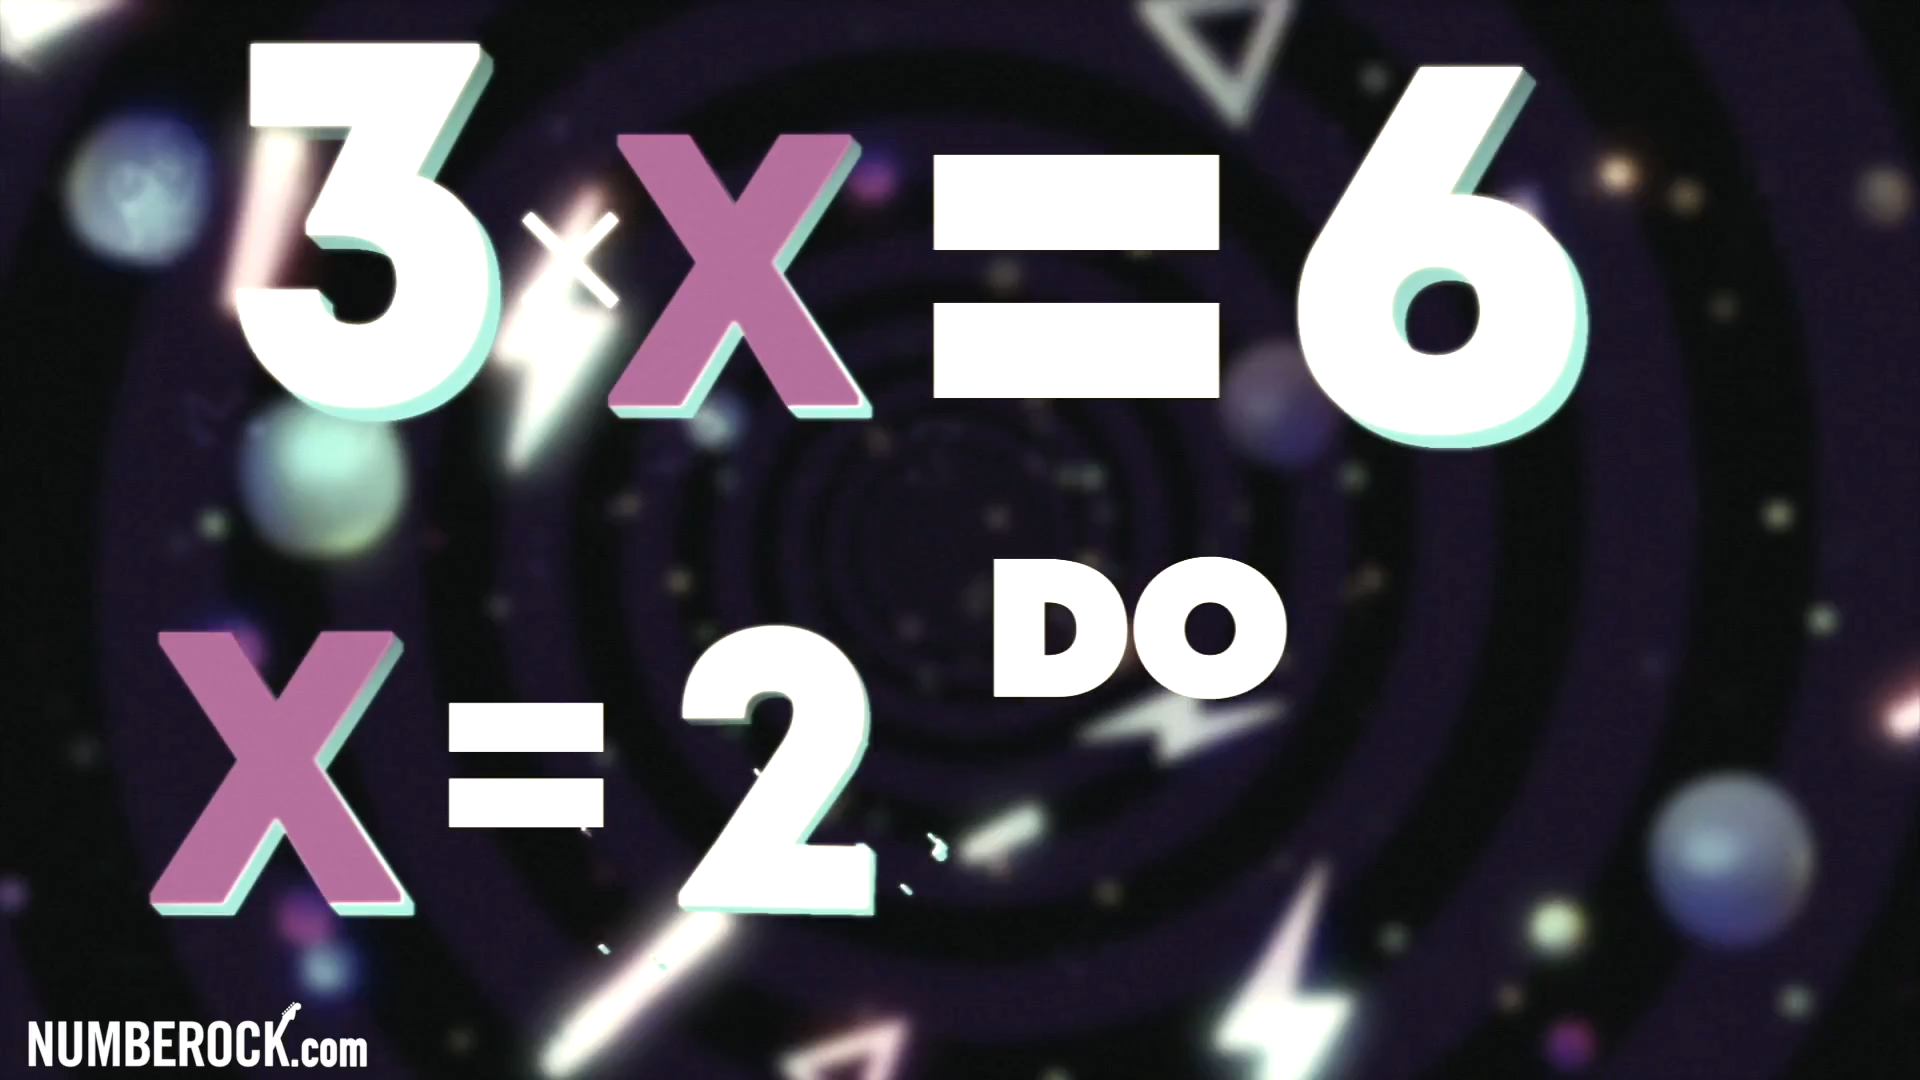 3 × X = 6
X = 2 DO
NUMBEROCK.com